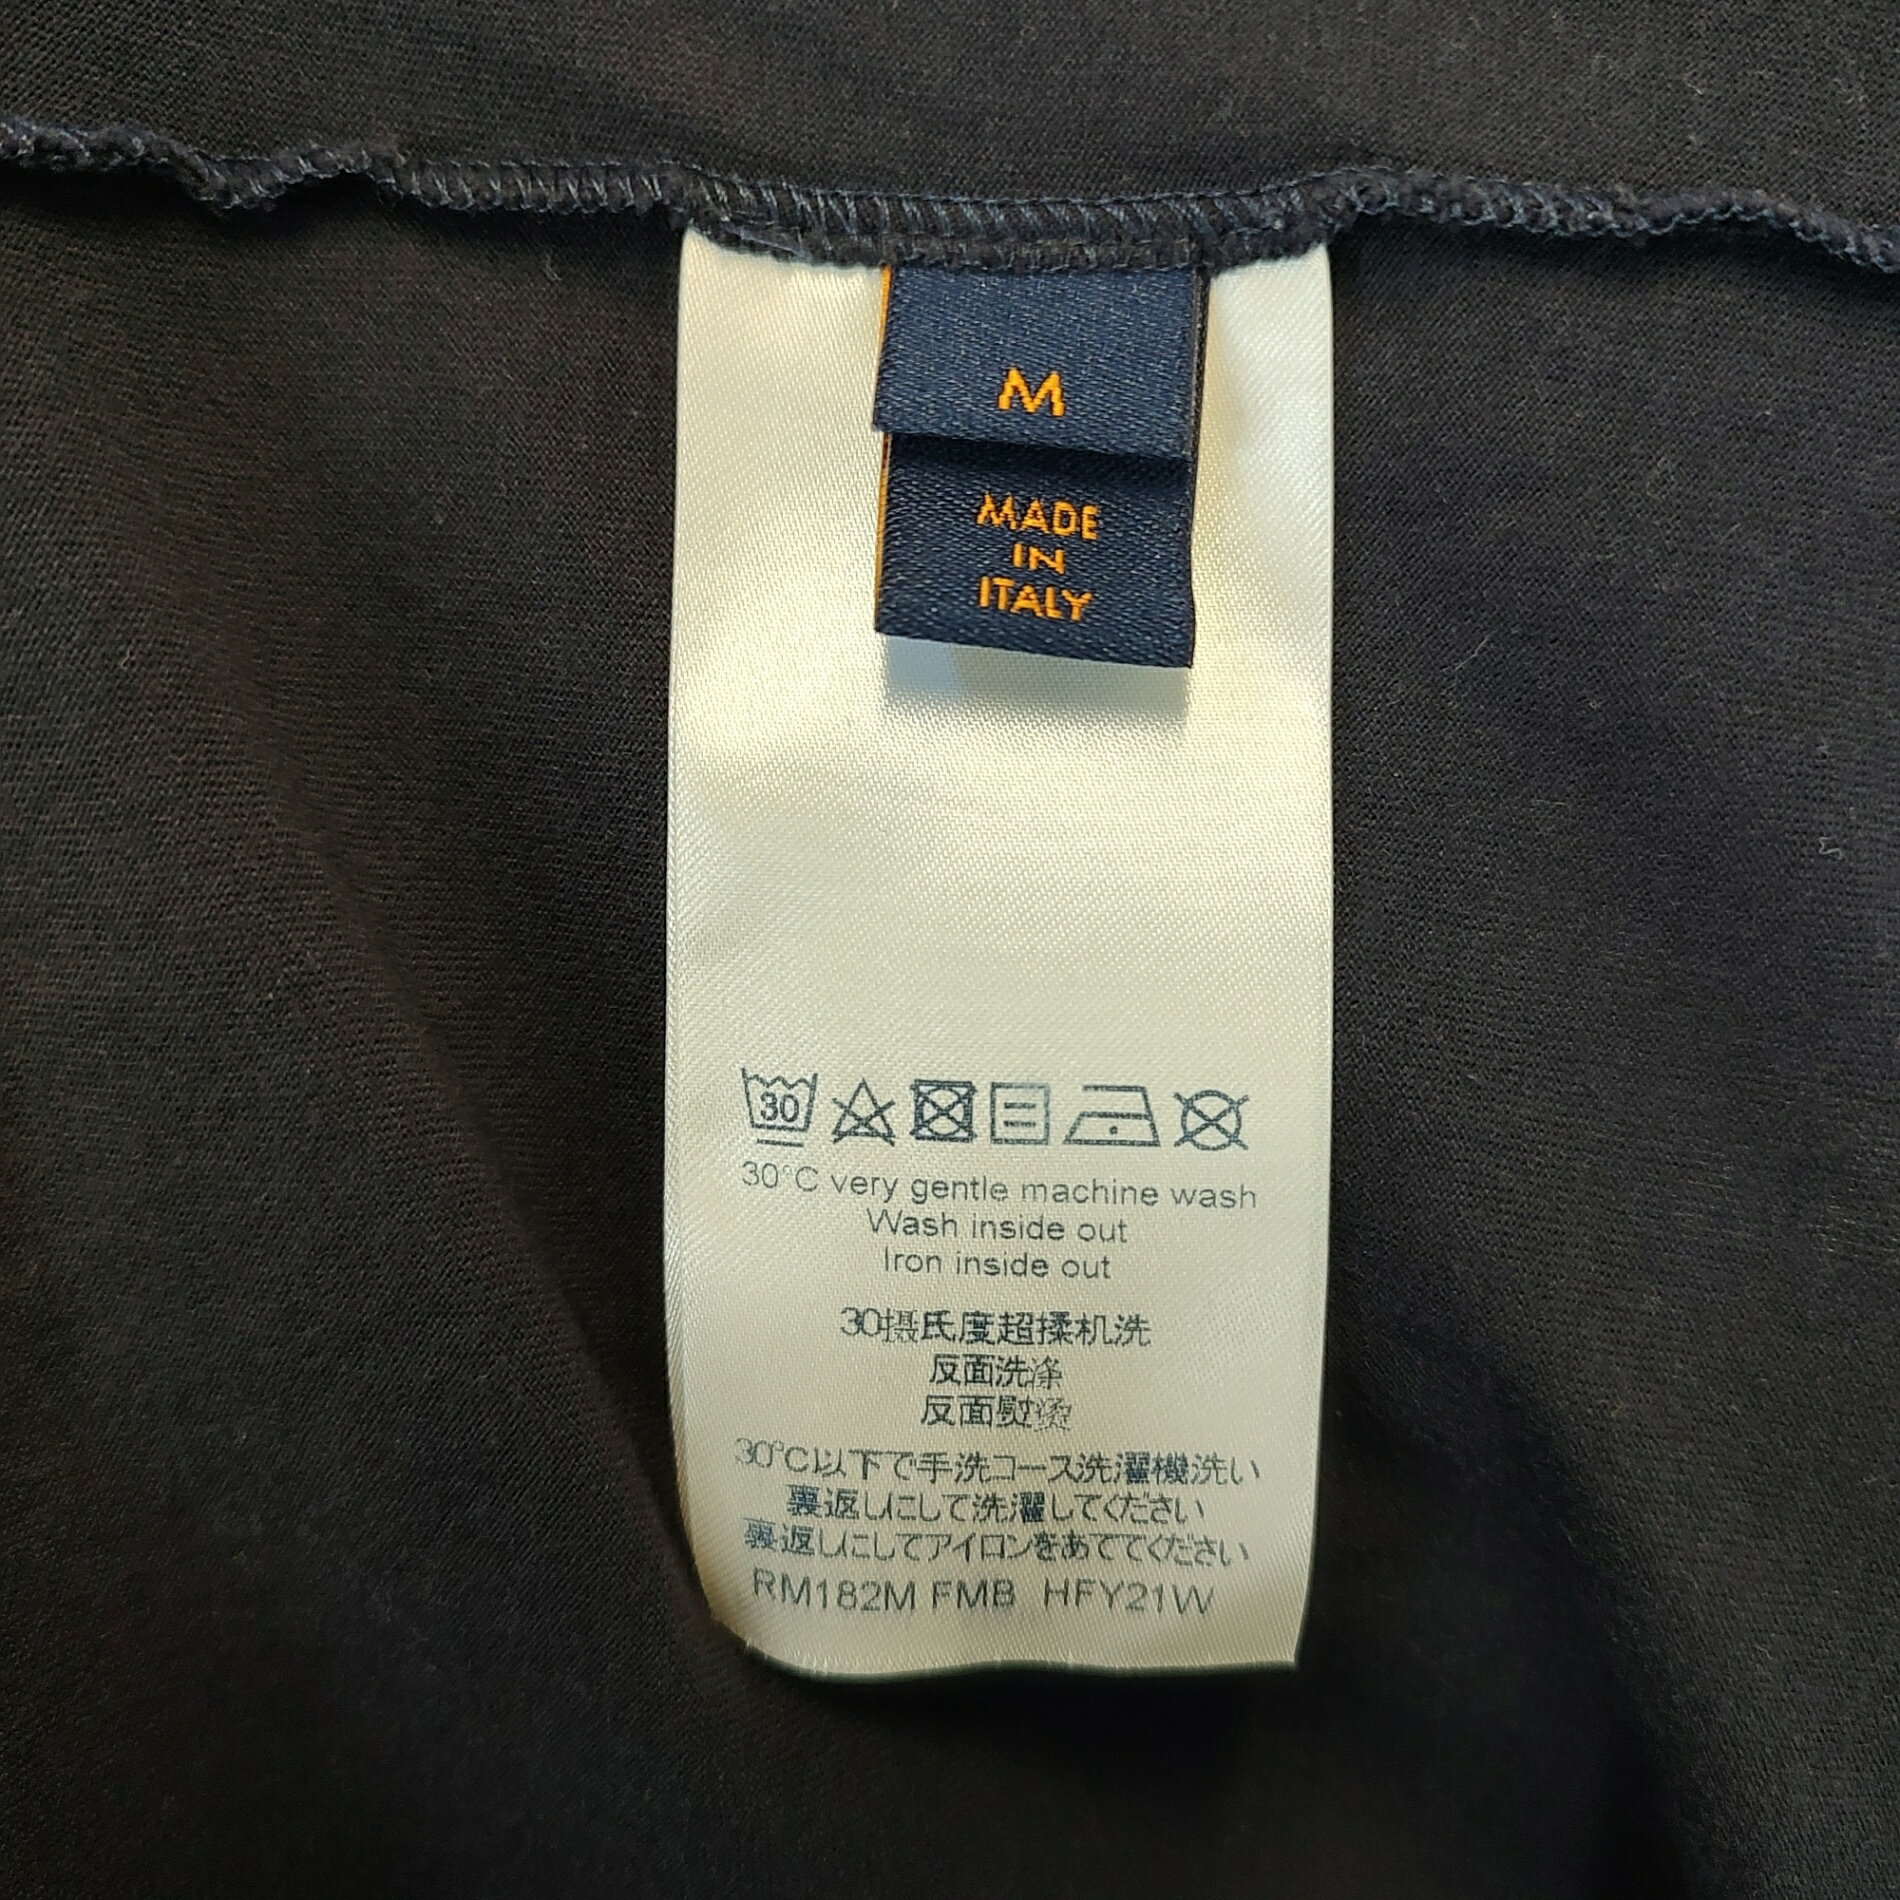 M
MADE
IN
ITALY
30
30°C very gentle machine wash
Wash inside out
Iron inside out
30摄氏度超揉机洗
反面洗涤
反面熨烫
30°C以下で手洗コース洗濯機洗い
裏返しにして洗濯してください
裏返しにしてアイロンをあててください
RM182M FMB HFY21W